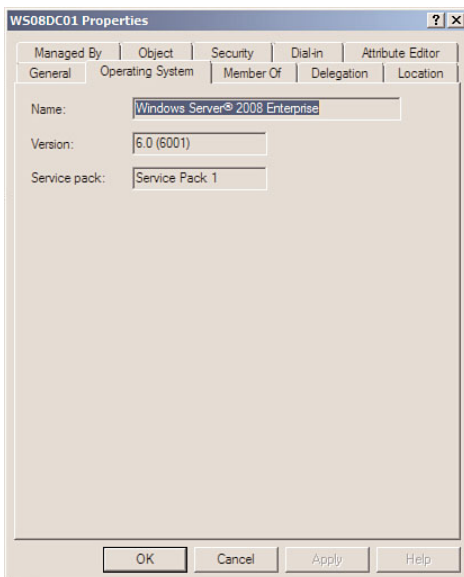 WS08DC01 Properties
Managed By Object Security Dial-in Attribute Editor
General Operating System Member Of Delegation Location
Name: Windows Server® 2008 Enterprise
Version: 6.0 (6001)
Service pack: Service Pack 1
OK Cancel Apply Help